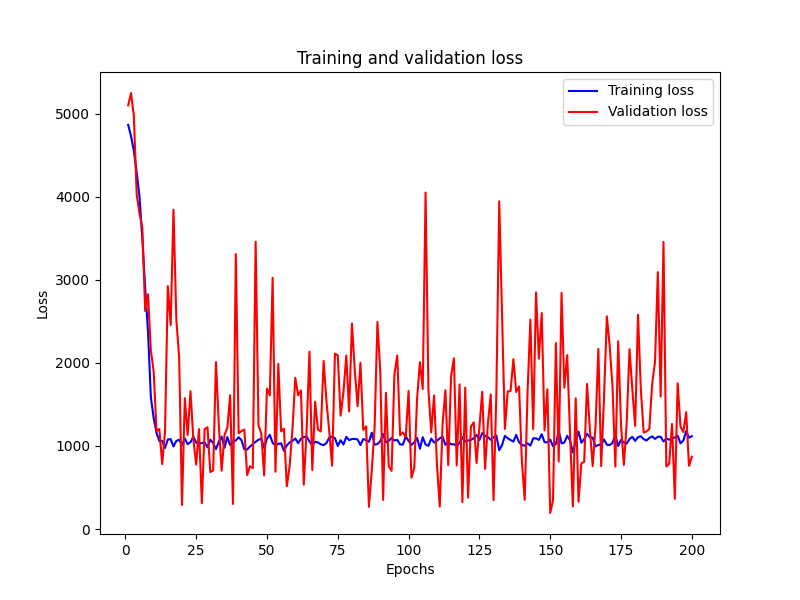 Training and validation loss
Training loss
Validation loss
Loss
5000
4000
3000
2000
1000
0
0 25 50 75 100 125 150 175 200
Epochs